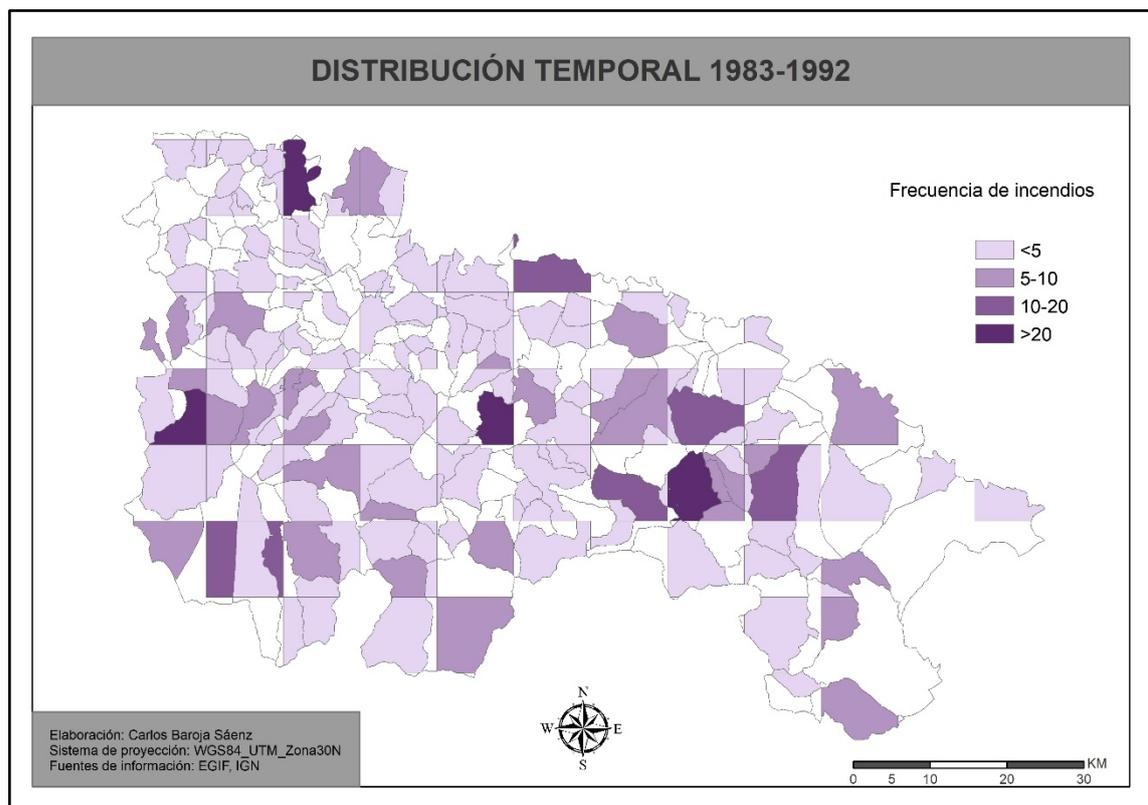 DISTRIBUCIÓN TEMPORAL 1983-1992
Frecuencia de incendios
<5
5-10
10-20
>20
N
W E
S
Elaboración: Carlos Baroja Sáenz
Sistema de proyección: WGS84_UTM_Zona30N
Fuentes de información: EGIF, IGN
KM
0 5 10 20 30